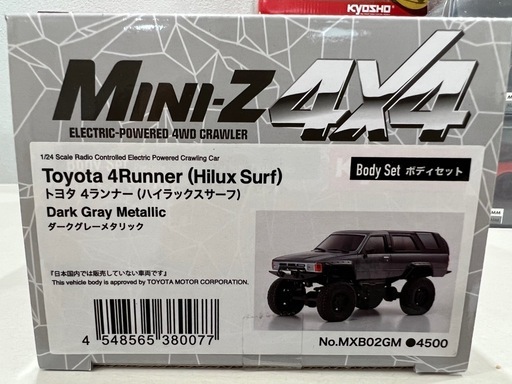 KYOSHO
MINI-Z 4X4
ELECTRIC-POWERED 4WD CRAWLER
1/24 Scale Radio Controlled Electric Powered Crawling Car
Toyota 4Runner (Hilux Surf)
トヨタ 4ランナー (ハイラックスサーフ)
Dark Gray Metallic
ダークグレーメタリック
Body Set ボディセット
「日本国内では販売していない車両です」
This vehicle body is approved by TOYOTA MOTOR CORPORATION.
4 548565 380077
No.MXB02GM ●4500